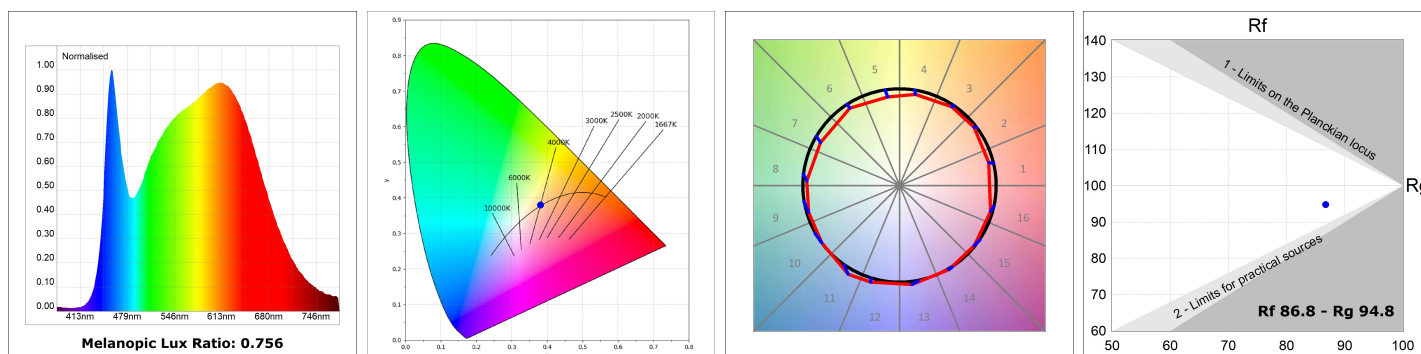 Normalised
1.00
0.90
0.80
0.70
0.60
0.50
0.40
0.30
0.20
0.10
0.00
413nm 479nm 546nm 613nm 680nm 746nm
Melanopic Lux Ratio: 0.756
0.9
0.8
0.7
0.6
0.5
0.4
0.3
0.2
0.1
0.0
y
0.0 0.1 0.2 0.3 0.4 0.5 0.6 0.7 0.8
10000K
6000K
4000K
3000K
2500K
2000K
1667K
1
2
3
4
5
6
7
8
9
10
11
12
13
14
15
16
Rf
140
130
120
110
100
90
80
70
60
50 60 70 80 90 100
Rg
1 - Limits on the Planckian locus
2 - Limits for practical sources
Rf 86.8 - Rg 94.8